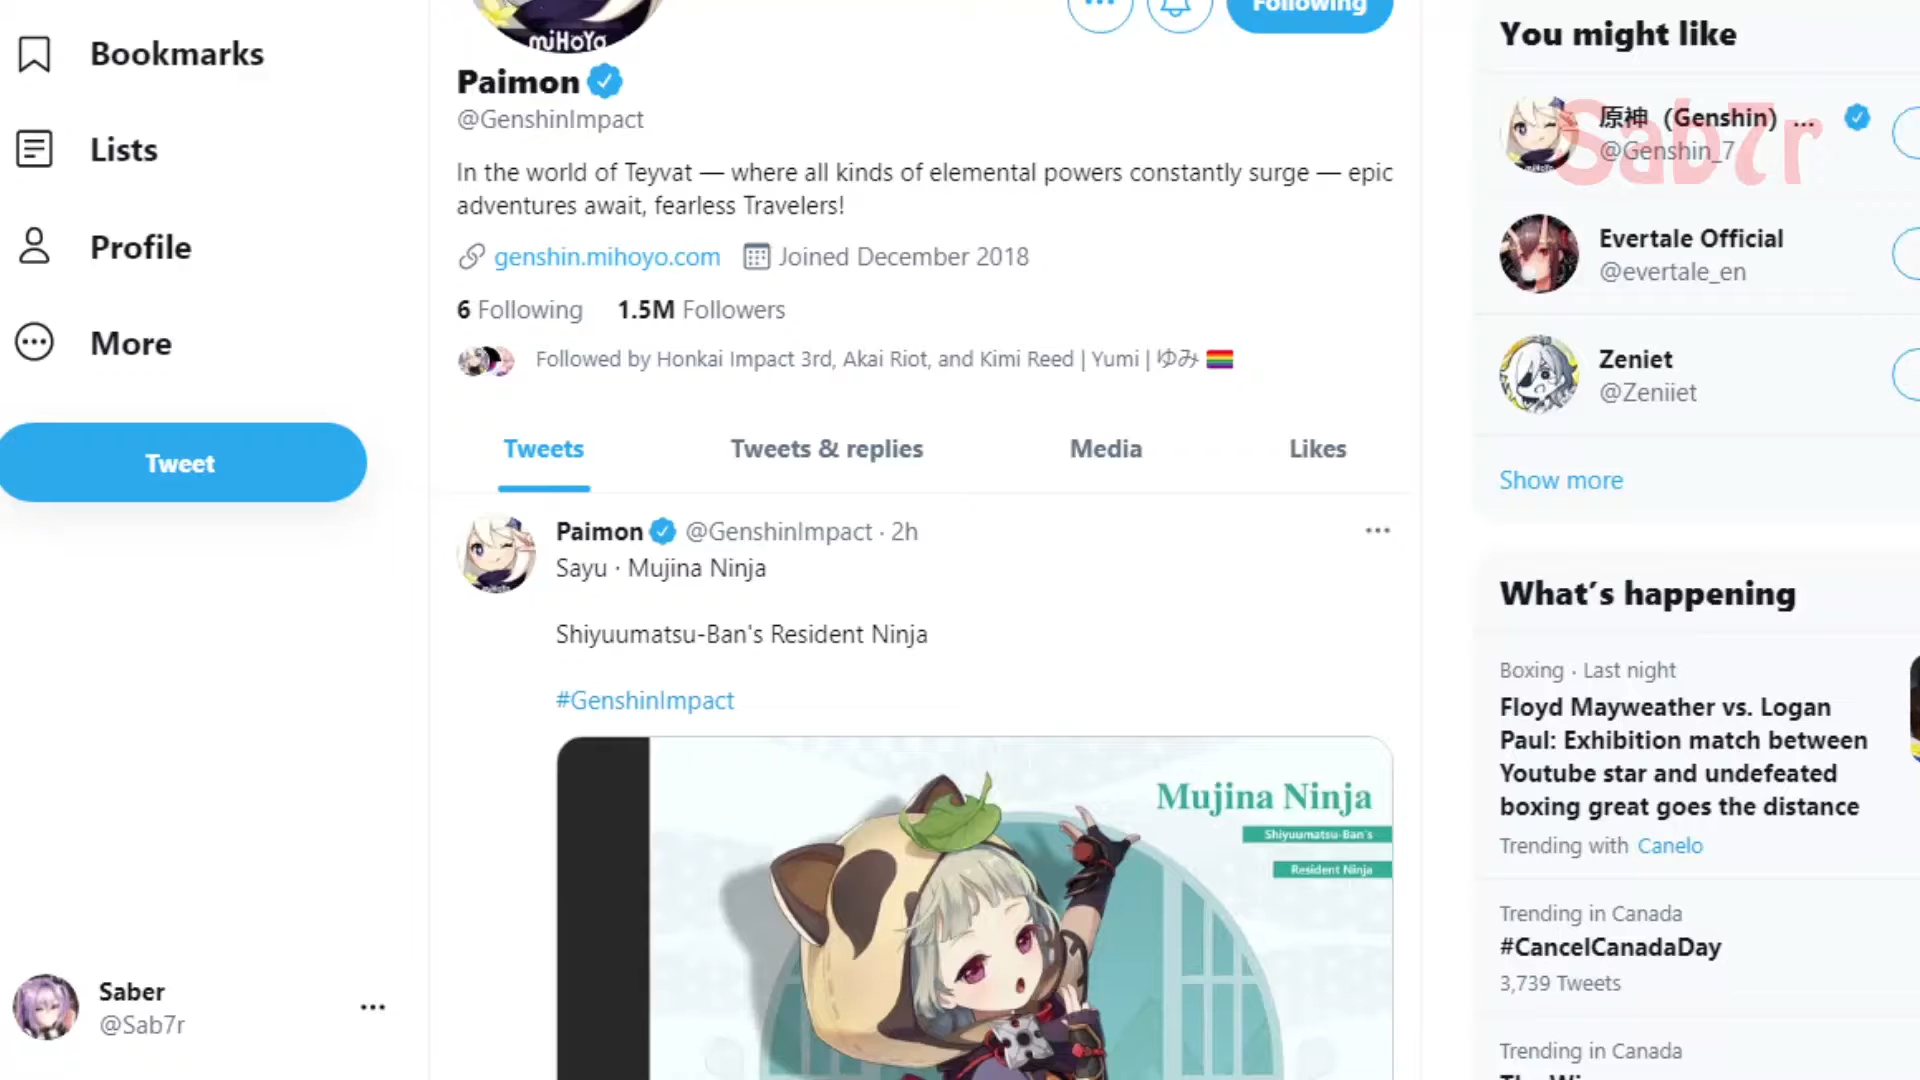 Bookmarks
Lists
Profile
More
Tweet
Saber
@Sab7r
miHoYo
Following
Paimon
@GenshinImpact
In the world of Teyvat — where all kinds of elemental powers constantly surge — epic
adventures await, fearless Travelers!
genshin.mihoyo.com Joined December 2018
6 Following 1.5M Followers
Followed by Honkai Impact 3rd, Akai Riot, and Kimi Reed | Yumi | ゆみ
Tweets Tweets & replies Media Likes
Paimon @GenshinImpact · 2h
Sayu · Mujina Ninja
Shiyuumatsu-Ban's Resident Ninja
#GenshinImpact
Mujina Ninja
Shiyuumatsu-Ban's
Resident Ninja
You might like
原神（Genshin) ...
@Genshin_7
Sab7r
Evertale Official
@evertale_en
Zeniet
@Zeniiet
Show more
What's happening
Boxing · Last night
Floyd Mayweather vs. Logan
Paul: Exhibition match between
Youtube star and undefeated
boxing great goes the distance
Trending with Canelo
Trending in Canada
#CancelCanadaDay
3,739 Tweets
Trending in Canada